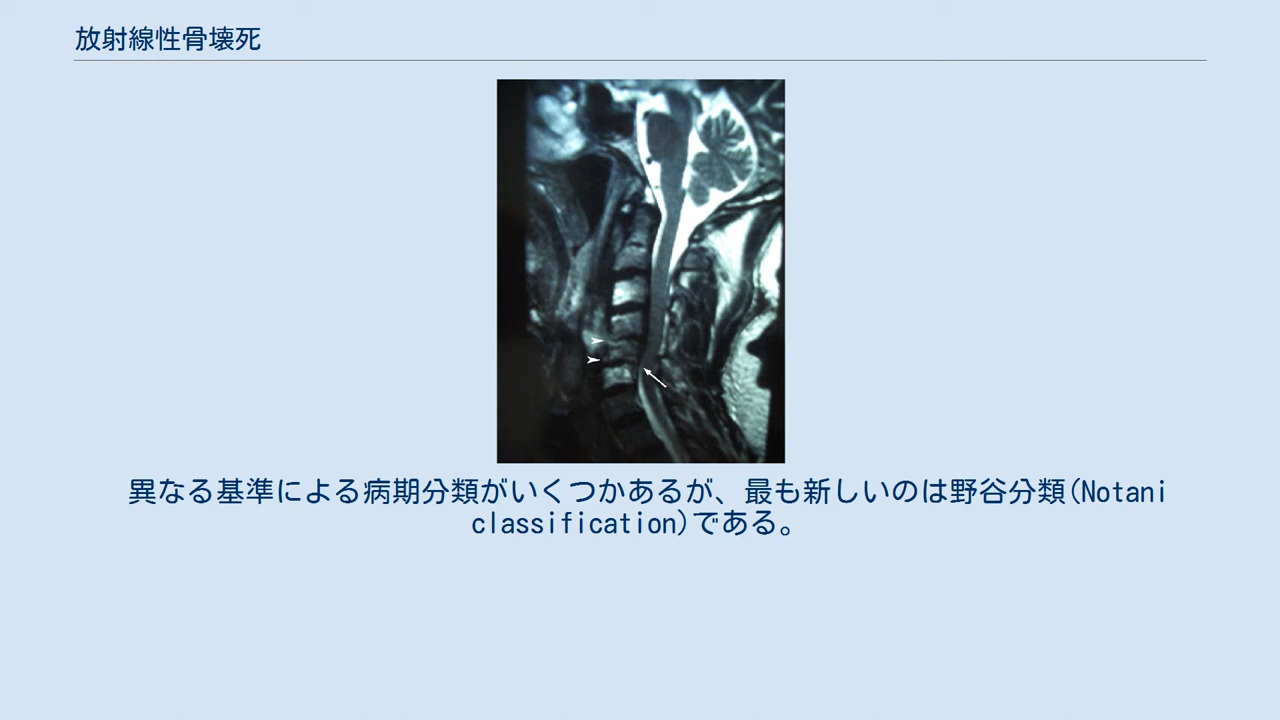 放射線性骨壊死
異なる基準による病期分類がいくつかあるが、最も新しいのは野谷分類(Notani
classification)である。